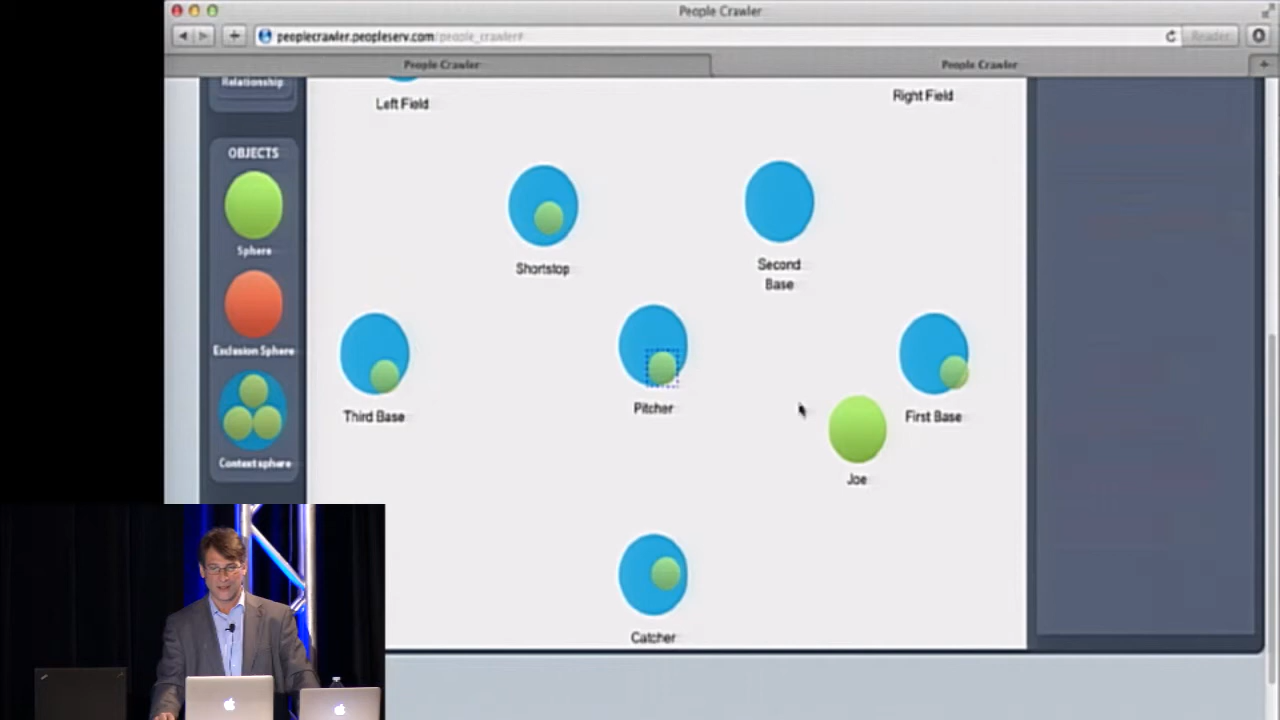 People Crawler
peoplecrawler.peopleserv.com/people_crawler#
Reader
People Crawler
People Crawler
Relationship
Left Field
Right Field
OBJECTS
Sphere
Exclusion Sphere
Context sphere
Shortstop
Second
Base
Third Base
Pitcher
First Base
Joe
Catcher